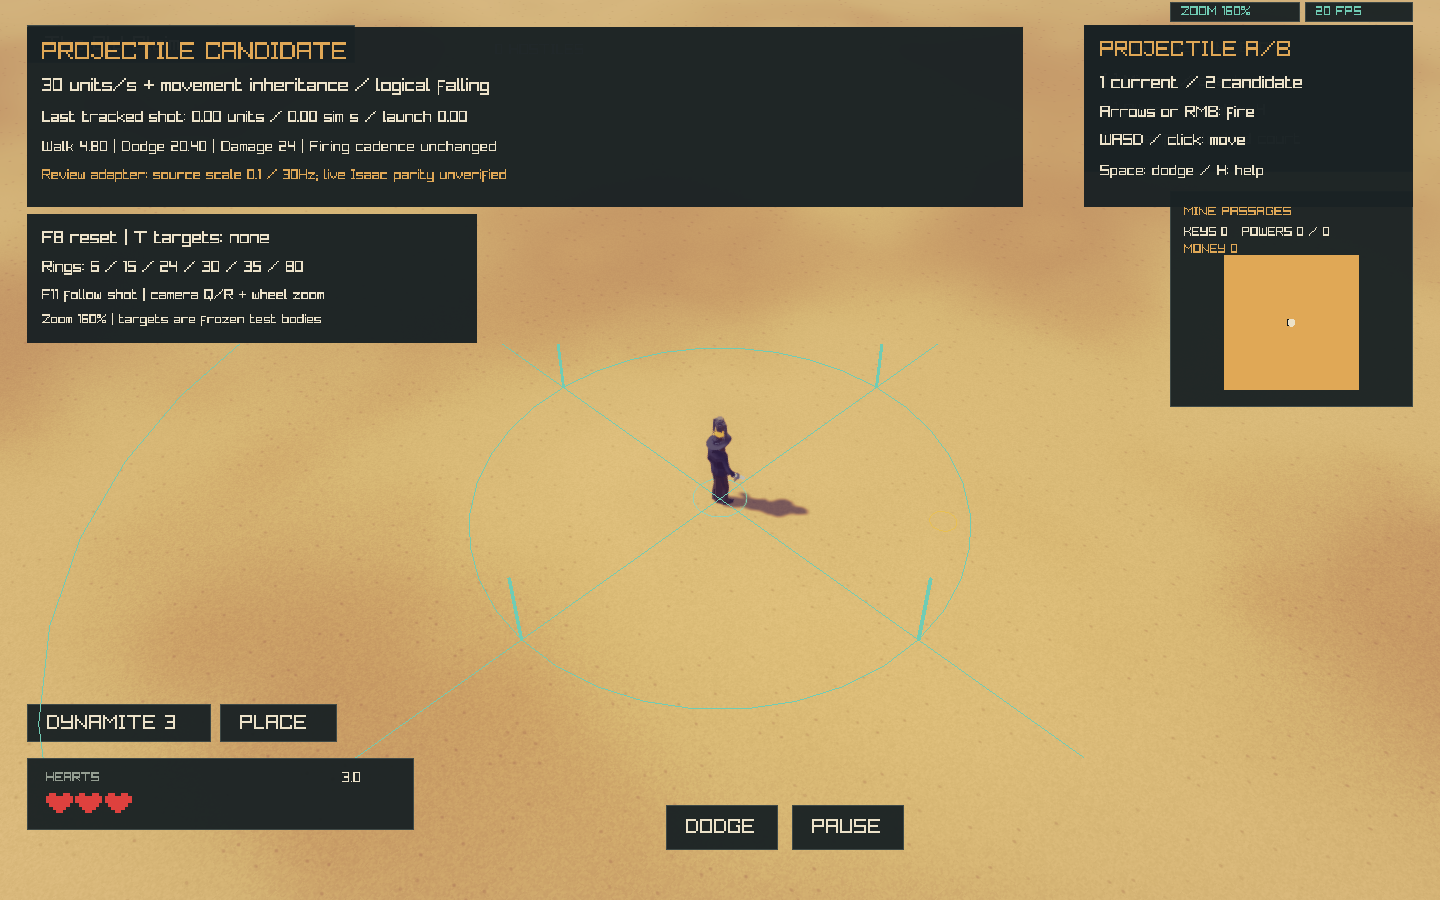 ZOOM 160%
20 FPS
PROJECTILE CANDIDATE
30 units/s + movement inheritance / logical falling
Last tracked shot: 0.00 units / 0.00 sim s / launch 0.00
Walk 4.80 | Dodge 20.40 | Damage 24 | Firing cadence unchanged
Review adapter: source scale 0.1 / 30Hz; live Isaac parity unverified
PROJECTILE A/B
1 current / 2 candidate
Arrows or RMB: fire
WASD / click: move
Space: dodge / H: help
F8 reset | T targets: none
Rings: 6 / 15 / 24 / 30 / 35 / 80
F11 follow shot | camera Q/R + wheel zoom
Zoom 160% | targets are frozen test bodies
MINE PASSAGES
KEYS 0 POWERS 0 / 0
MONEY 0
DYNAMITE 3
PLACE
HEARTS 3.0
DODGE
PAUSE